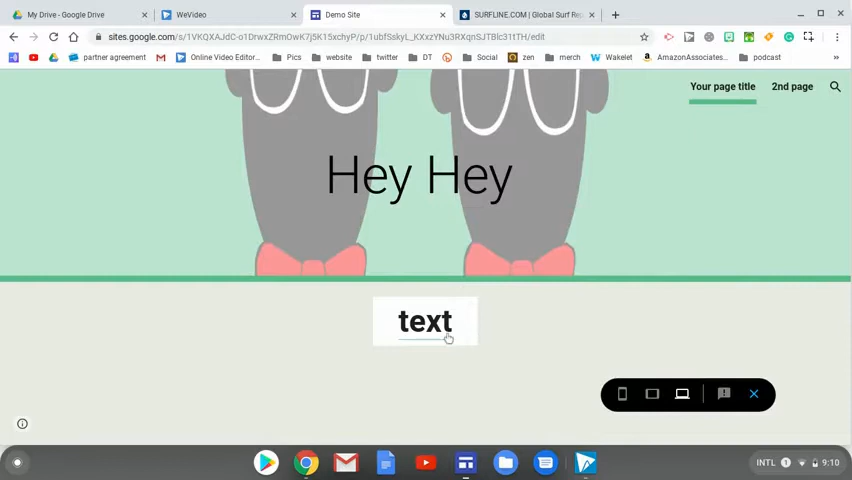 My Drive - Google Drive
WeVideo
Demo Site
SURFLINE.COM | Global Surf Rep
sites.google.com/s/1VKQXAJdC-o1DrwxZRmOwK7j5K15xchyP/p/1ubfSskyL_KXxzYNu3RXqnSJTBlc31tTH/edit
partner agreement
Online Video Editor...
Pics
website
twitter
DT
Social
zen
merch
Wakelet
AmazonAssociates...
podcast
»
Your page title
2nd page
Hey Hey
text
INTL
1
9:10